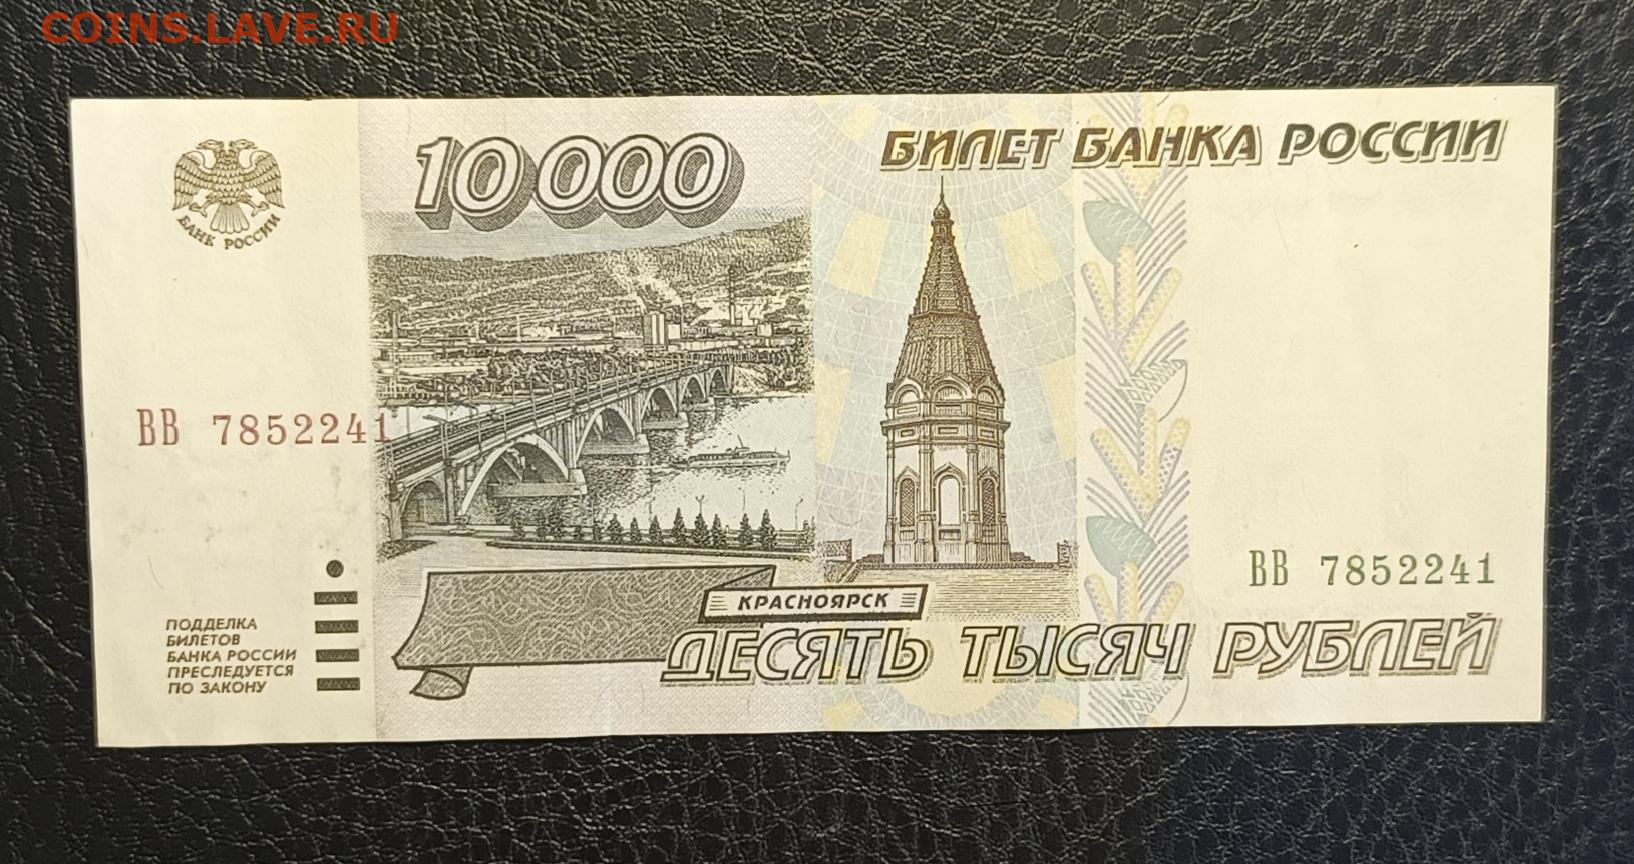 COINS.LAVE.RU
10 000
БИЛЕТ БАНКА РОССИИ
БАНК РОССИИ
ВВ 7852241
ВВ 7852241
ПОДДЕЛКА
БИЛЕТОВ
БАНКА РОССИИ
ПРЕСЛЕДУЕТСЯ
ПО ЗАКОНУ
КРАСНОЯРСК
ДЕСЯТЬ ТЫСЯЧ РУБЛЕЙ